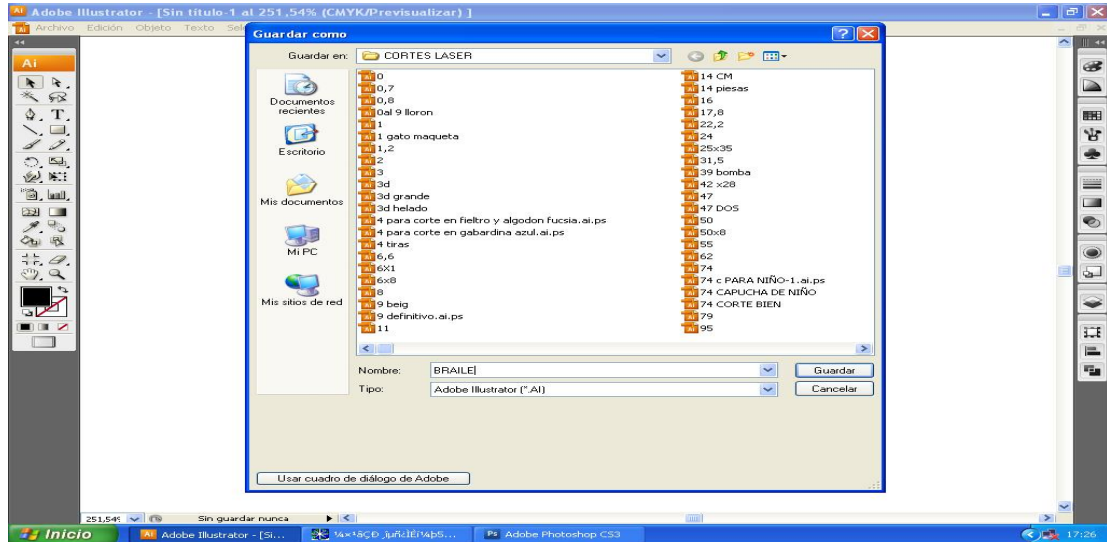 Adobe Illustrator - [Sin título-1 al 251,54% (CMYK/Previsualizar) ]
Archivo Edición Objeto Texto
Guardar como
Guardar en: CORTES LASER
Ai
Documentos recientes
Escritorio
Mis documentos
Mi PC
Mis sitios de red
0
0,7
0,8
0al 9 lloron
1
1 gato maqueta
1,2
2
3
3d
3d grande
3d helado
4 para corte en fieltro y algodon fucsia.ai.ps
4 para corte en gabardina azul.ai.ps
4 tiras
6,6
6X1
6x8
8
9 beig
9 definitivo.ai.ps
11
14 CM
14 piesas
16
17,8
22,2
24
25x35
31,5
39 bomba
42 x28
47
47 DOS
50
50x8
55
62
74
74 c PARA NIÑO-1.ai.ps
74 CAPUCHA DE NIÑO
74 CORTE BIEN
79
95
Nombre: BRAILE Guardar
Tipo: Adobe Illustrator (*.AI) Cancelar
Usar cuadro de diálogo de Adobe
251,54% Sin guardar nunca
Inicio Adobe Illustrator - [Si... Adobe Photoshop CS3 17:26